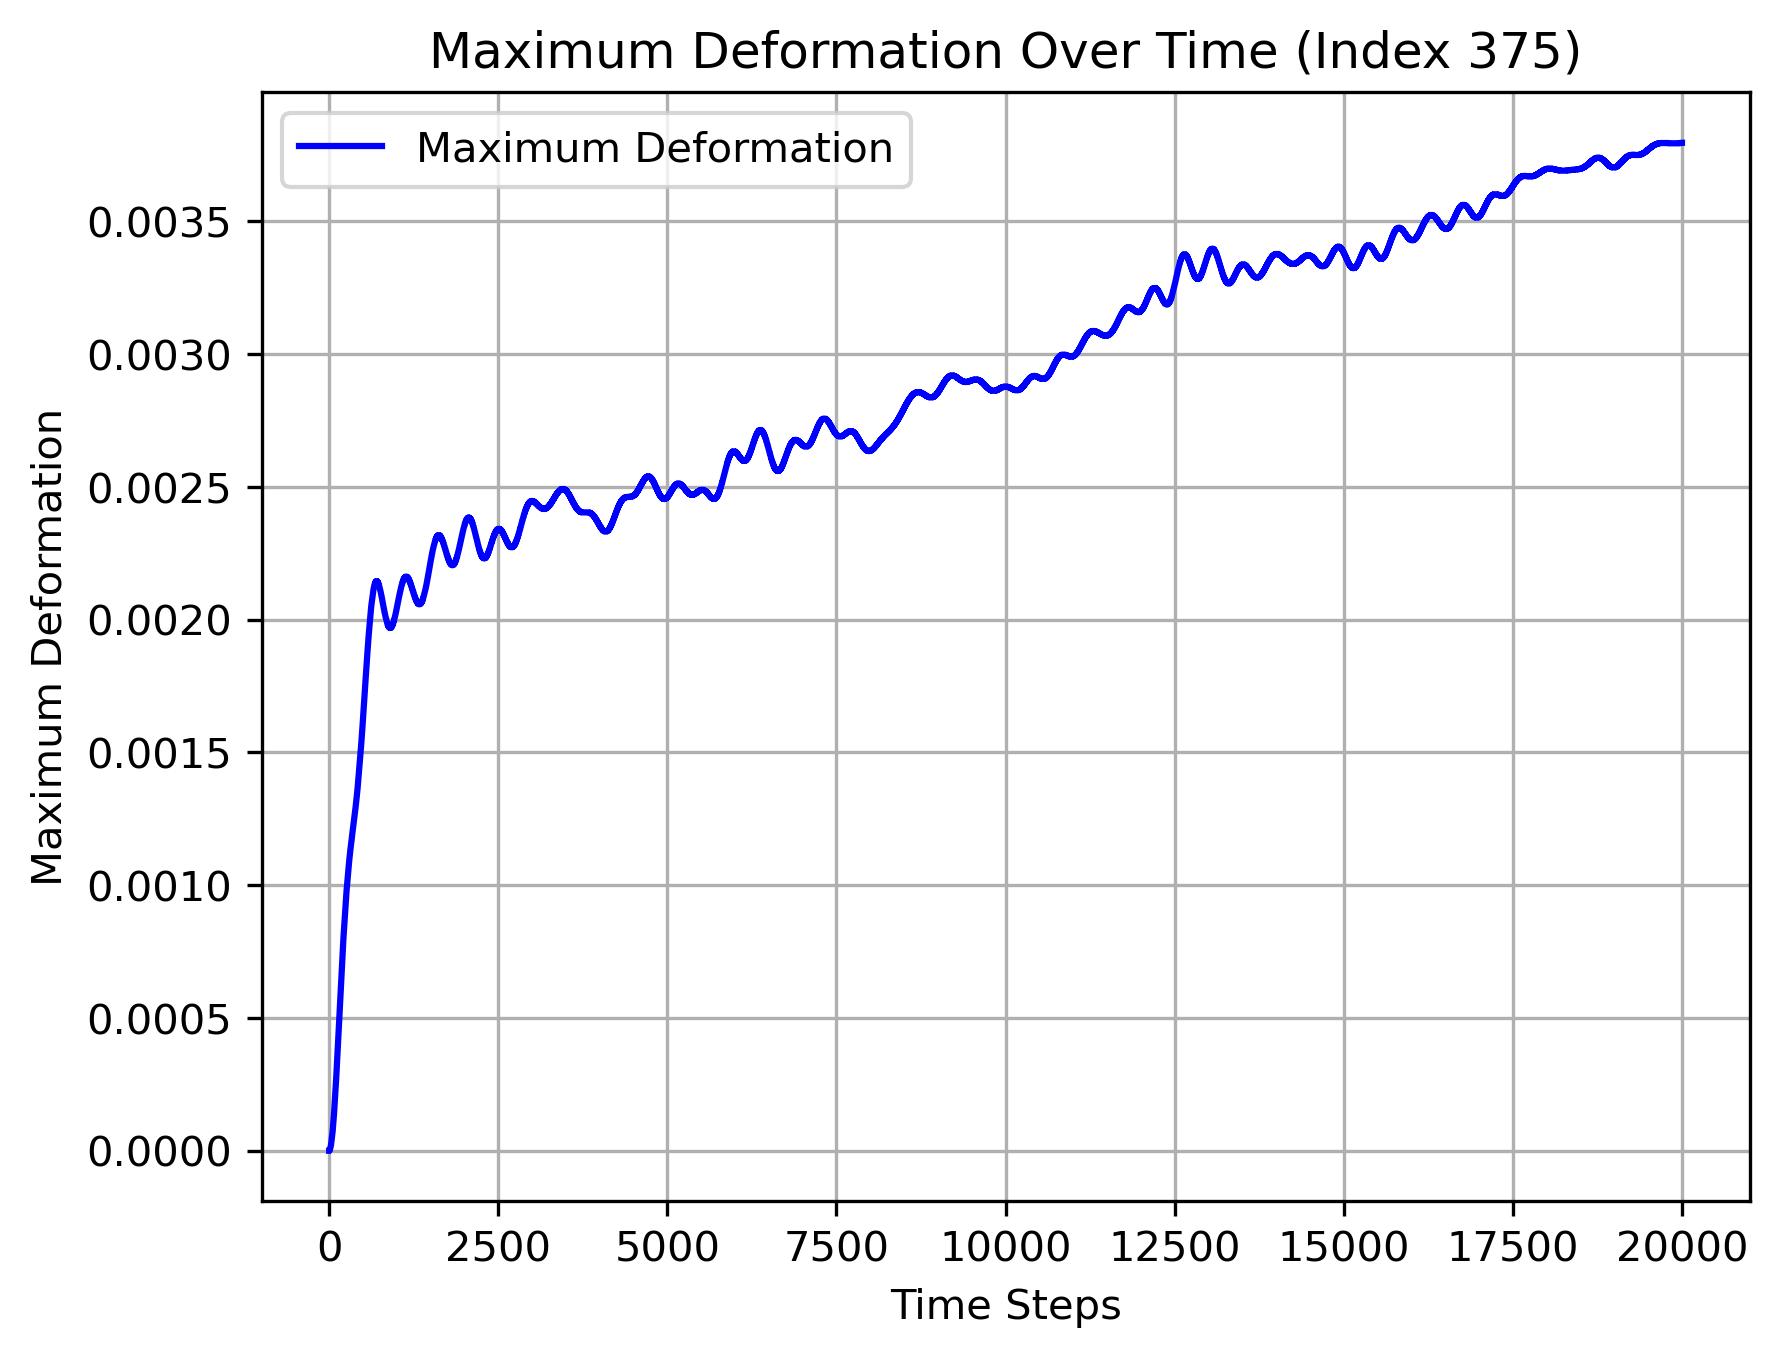 Maximum Deformation Over Time (Index 375)
Maximum Deformation
0.0035
0.0030
0.0025
0.0020
0.0015
0.0010
0.0005
0.0000
Maximum Deformation
0 2500 5000 7500 10000 12500 15000 17500 20000
Time Steps